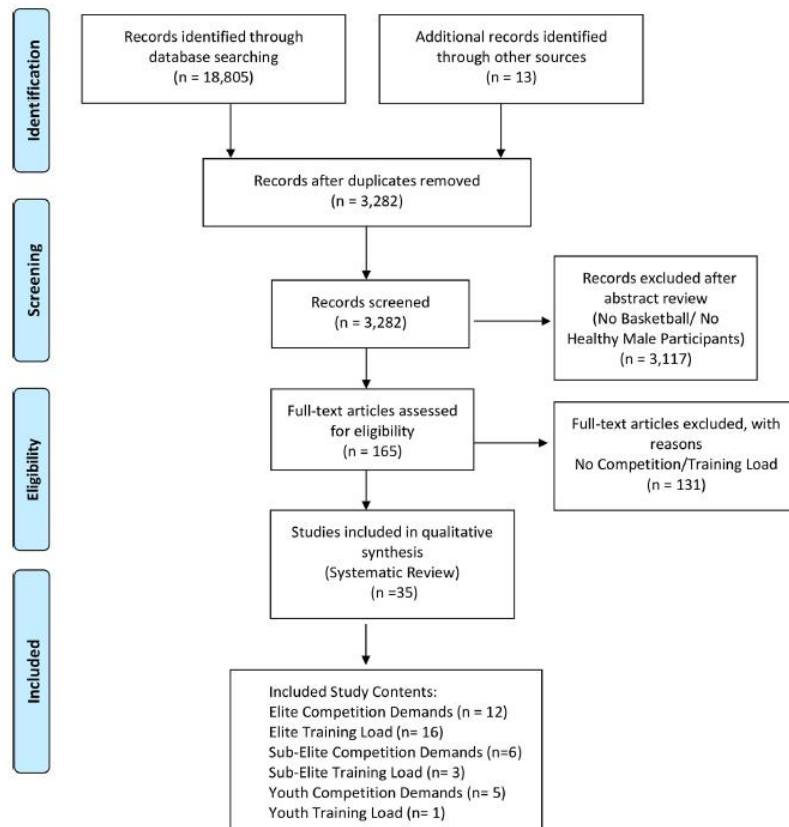 Identification
Records identified through
database searching
(n = 18,805)
Additional records identified
through other sources
(n = 13)
Records after duplicates removed
(n = 3,282)
Screening
Records screened
(n = 3,282)
Records excluded after
abstract review
(No Basketball/ No
Healthy Male Participants)
n = 3,117)
Eligibility
Full-text articles assessed
for eligibility
(n = 165)
Full-text articles excluded, with
reasons
No Competition/Training Load
(n = 131)
Studies included in qualitative
synthesis
(Systematic Review)
(n =35)
Included
Included Study Contents:
Elite Competition Demands (n = 12)
Elite Training Load (n= 16)
Sub-Elite Competition Demands (n=6)
Sub-Elite Training Load (n= 3)
Youth Competition Demands (n= 5)
Youth Training Load (n= 1)